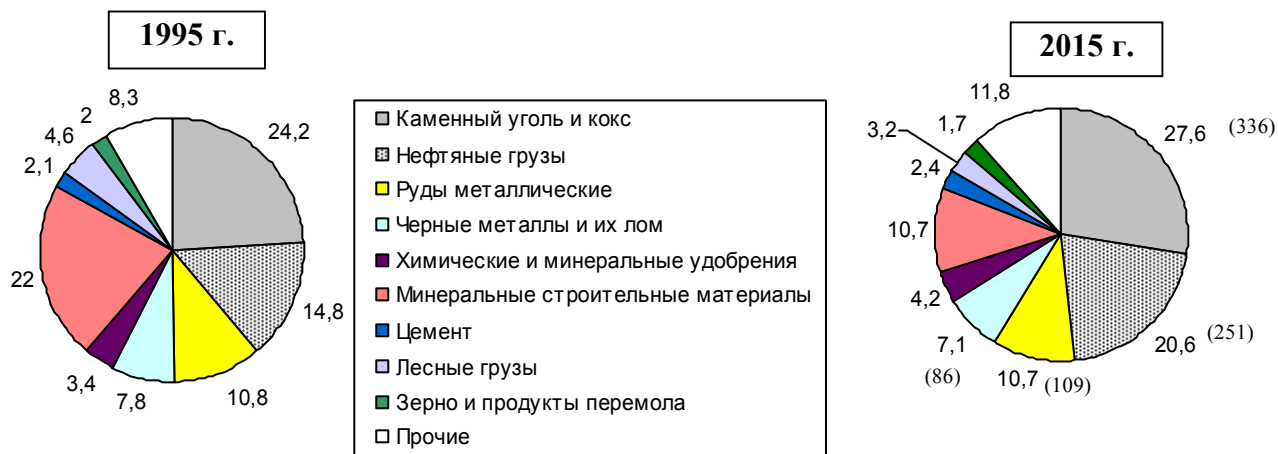 1995 г.
8,3
2
4,6
2,1
22
3,4
7,8
10,8
14,8
24,2
Каменный уголь и кокс
Нефтяные грузы
Руды металлические
Черные металлы и их лом
Химические и минеральные удобрения
Минеральные строительные материалы
Цемент
Лесные грузы
Зерно и продукты перемола
Прочие
2015 г.
11,8
1,7
3,2
2,4
10,7
4,2
7,1
(86)
10,7 (109)
20,6 (251)
27,6 (336)